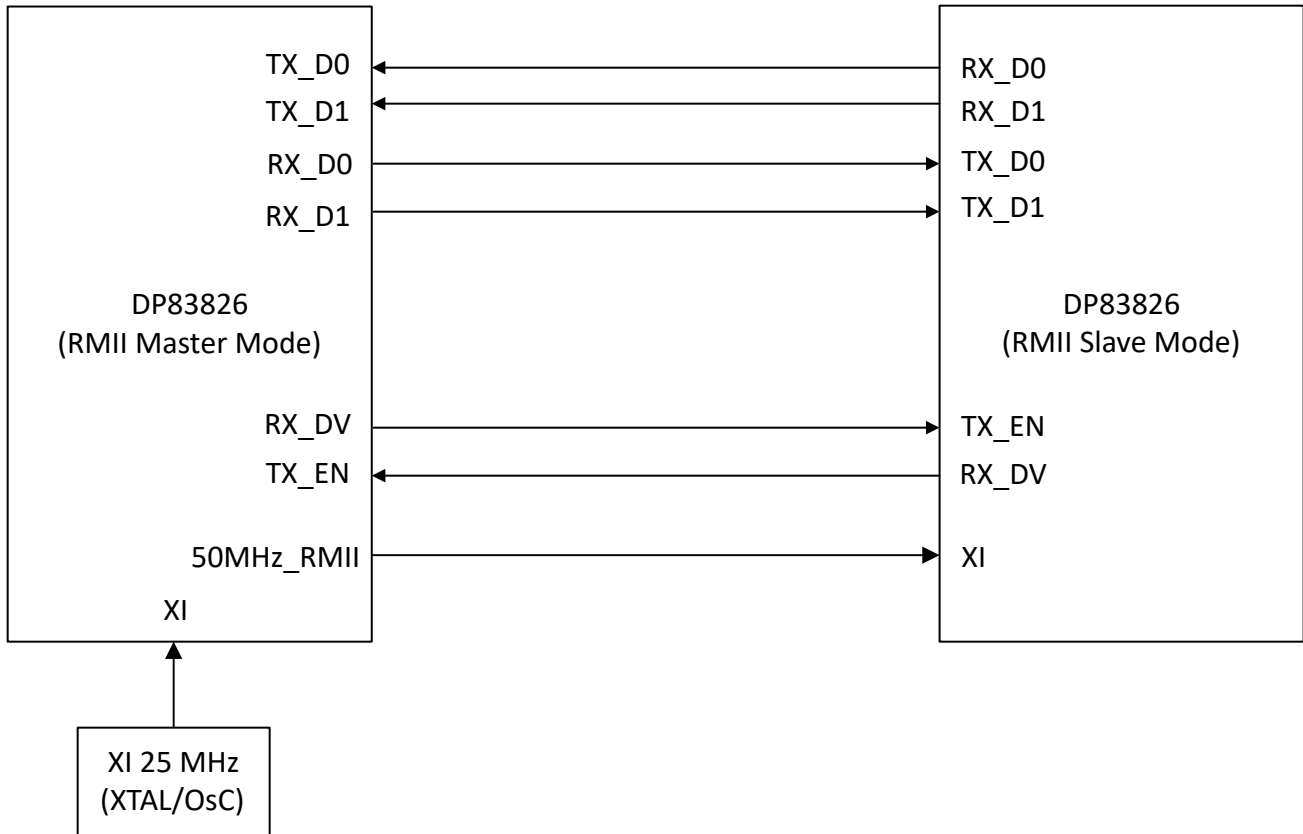 TX_D0
TX_D1
RX_D0
RX_D1
DP83826
(RMII Master Mode)
RX_DV
TX_EN
50MHz_RMII
XI
XI 25 MHz
(XTAL/OsC)
RX_D0
RX_D1
TX_D0
TX_D1
DP83826
(RMII Slave Mode)
TX_EN
RX_DV
XI